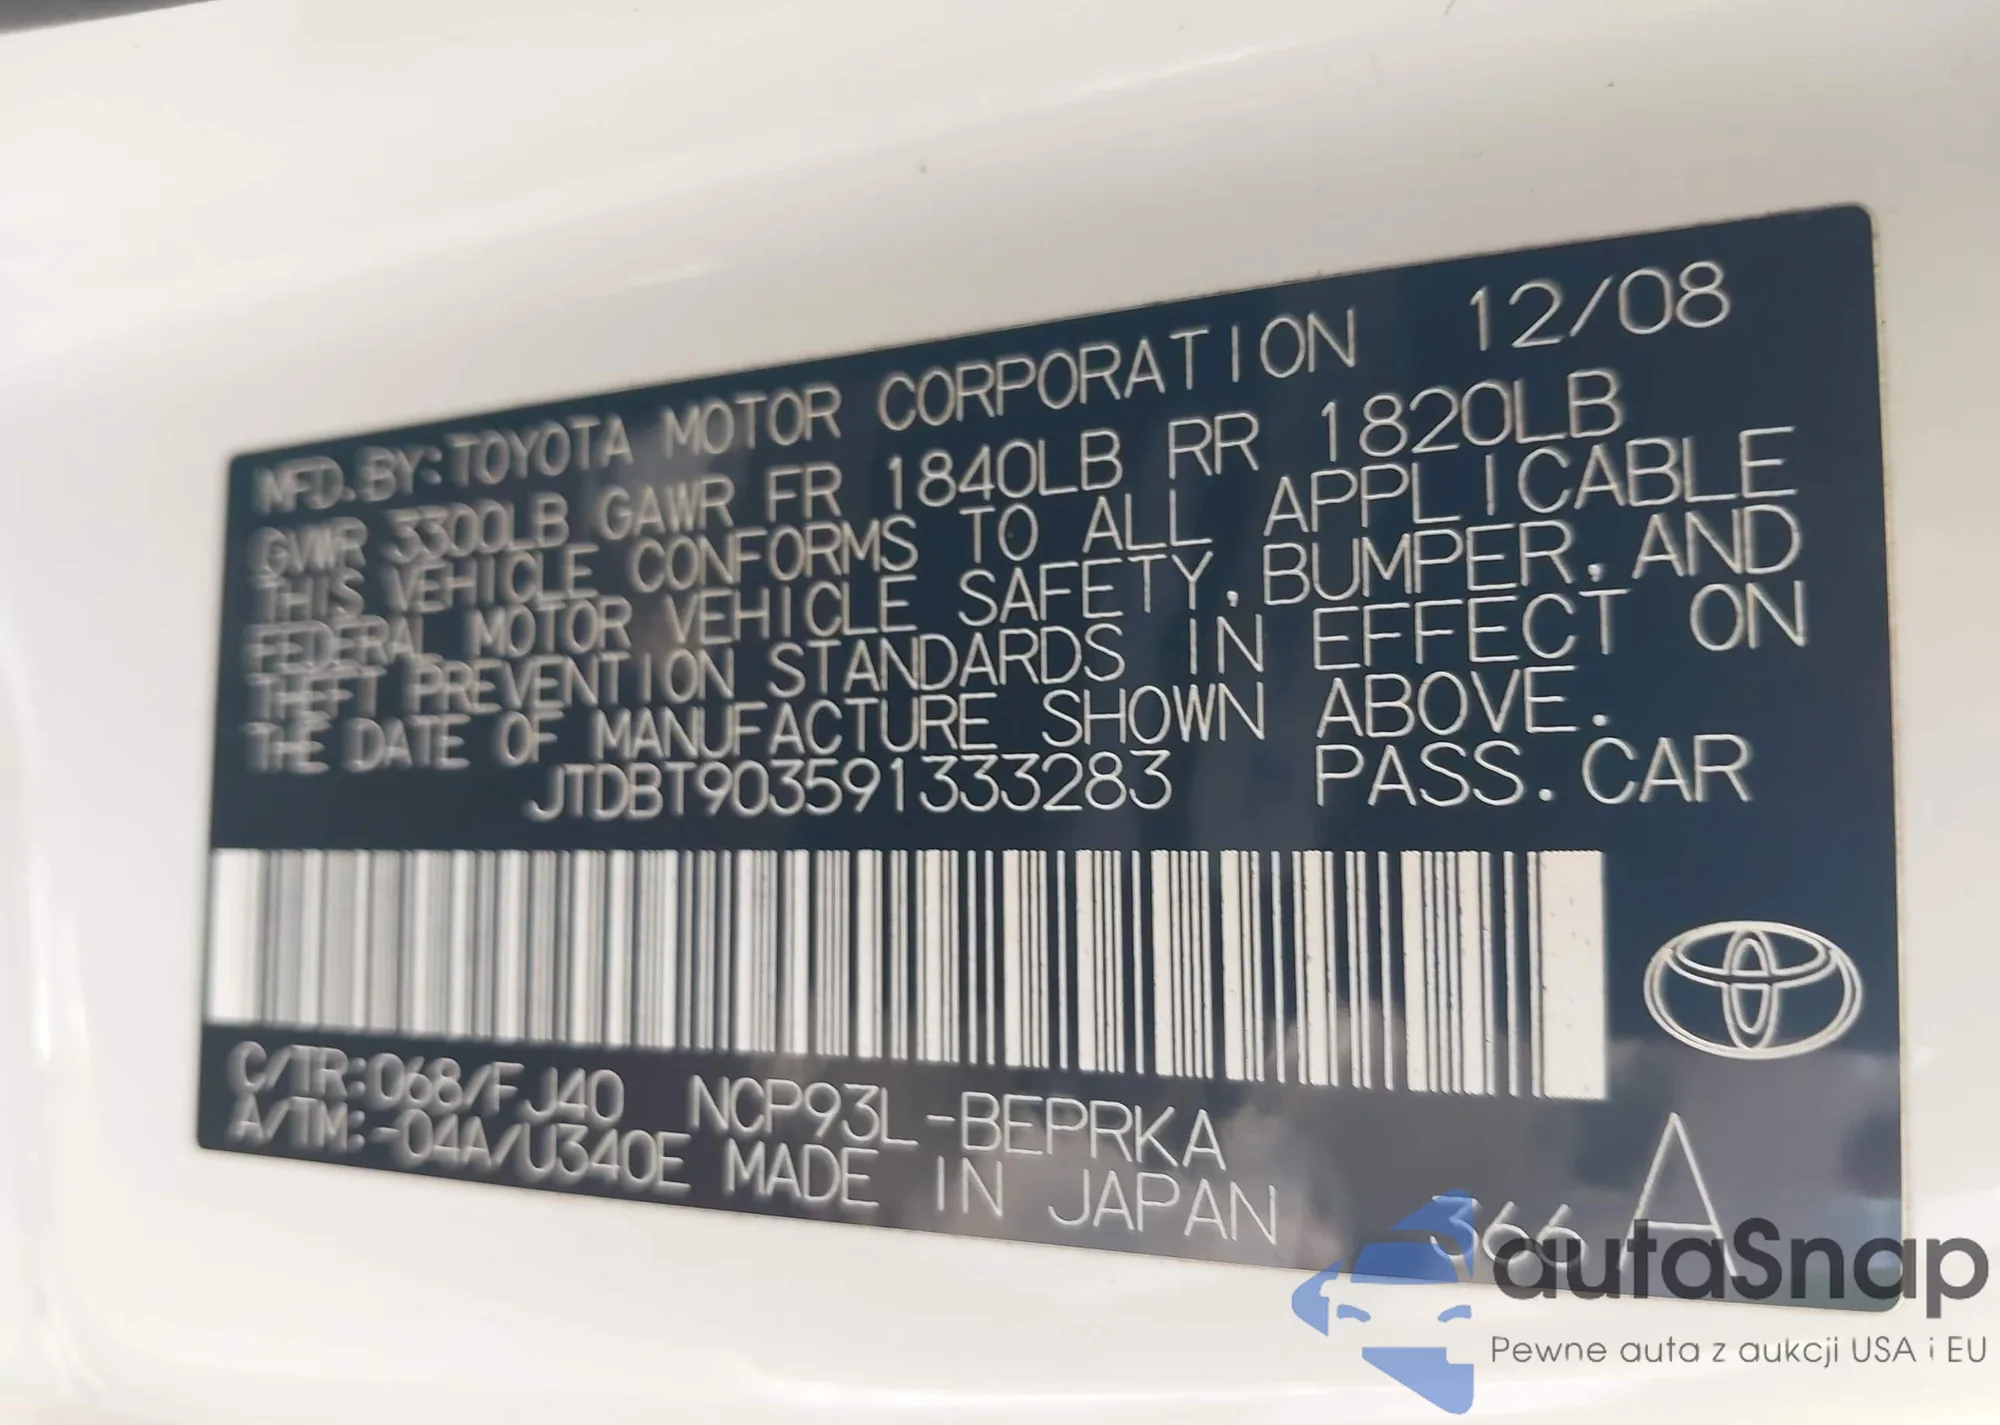 MFD. BY: TOYOTA MOTOR CORPORATION 12/08
GVWR 3300LB GAWR FR 1840LB RR 1820LB
THIS VEHICLE CONFORMS TO ALL APPLICABLE
FEDERAL MOTOR VEHICLE SAFETY, BUMPER, AND
THEFT PREVENTION STANDARDS IN EFFECT ON
THE DATE OF MANUFACTURE SHOWN ABOVE.
JTDBT903591333283 PASS. CAR
C/TR:068/FJ40 NCP93L-BEPRKA
A/TM:-04A/U340E MADE IN JAPAN
366 A
autaSnap
Pewne auta z aukcji USA i EU